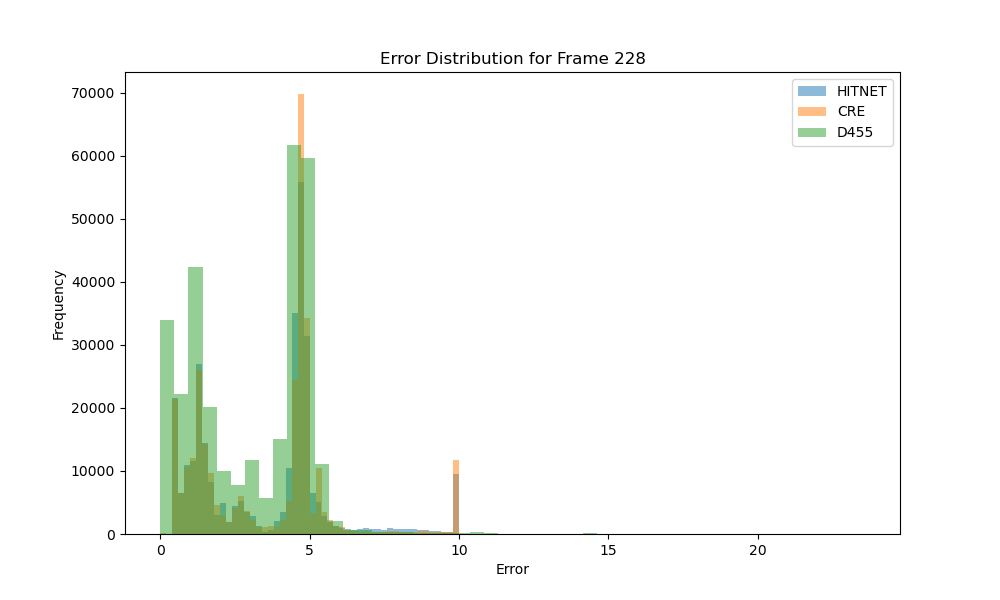 Error Distribution for Frame 228
HITNET
CRE
D455
70000
60000
50000
40000
30000
20000
10000
0
Frequency
0 5 10 15 20
Error